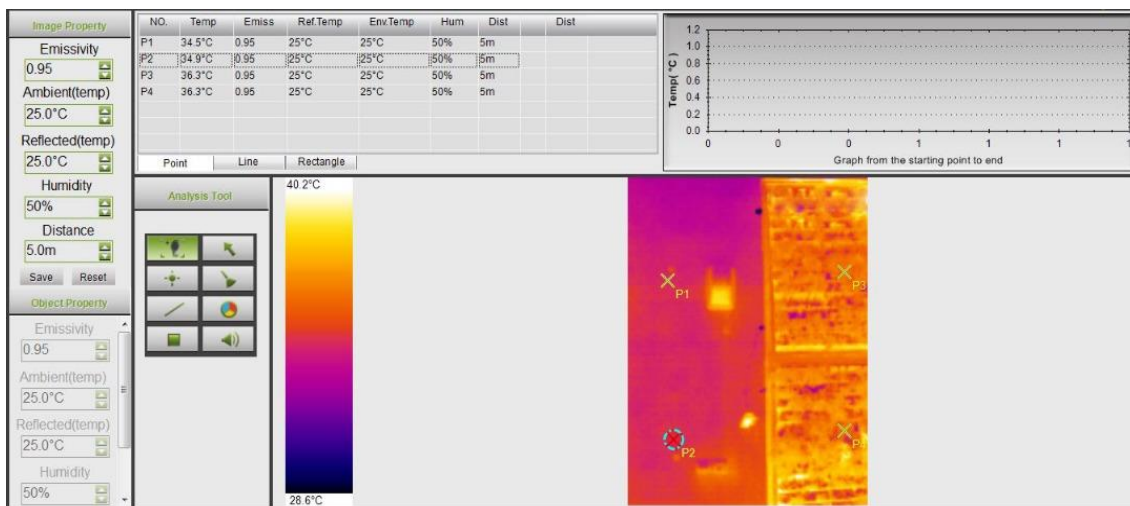 Image Property
Emissivity
0.95
Ambient(temp)
25.0°C
Reflected(temp)
25.0°C
Humidity
50%
Distance
5.0m
Save Reset
Object Property
Emissivity
0.95
Ambient(temp)
25.0°C
Reflected(temp)
25.0°C
Humidity
50%
NO. Temp Emiss Ref.Temp Env.Temp Hum Dist Dist
P1 34.5°C 0.95 25°C 25°C 50% 5m
P2 34.9°C 0.95 25°C 25°C 50% 5m
P3 36.3°C 0.95 25°C 25°C 50% 5m
P4 36.3°C 0.95 25°C 25°C 50% 5m
Point Line Rectangle
Temp( °C )
1.2
1.0
0.8
0.6
0.4
0.2
0.0
0 0 0 1 1 1 1
Graph from the starting point to end
Analysis Tool
40.2°C
28.6°C
P1
P3
P2
P4